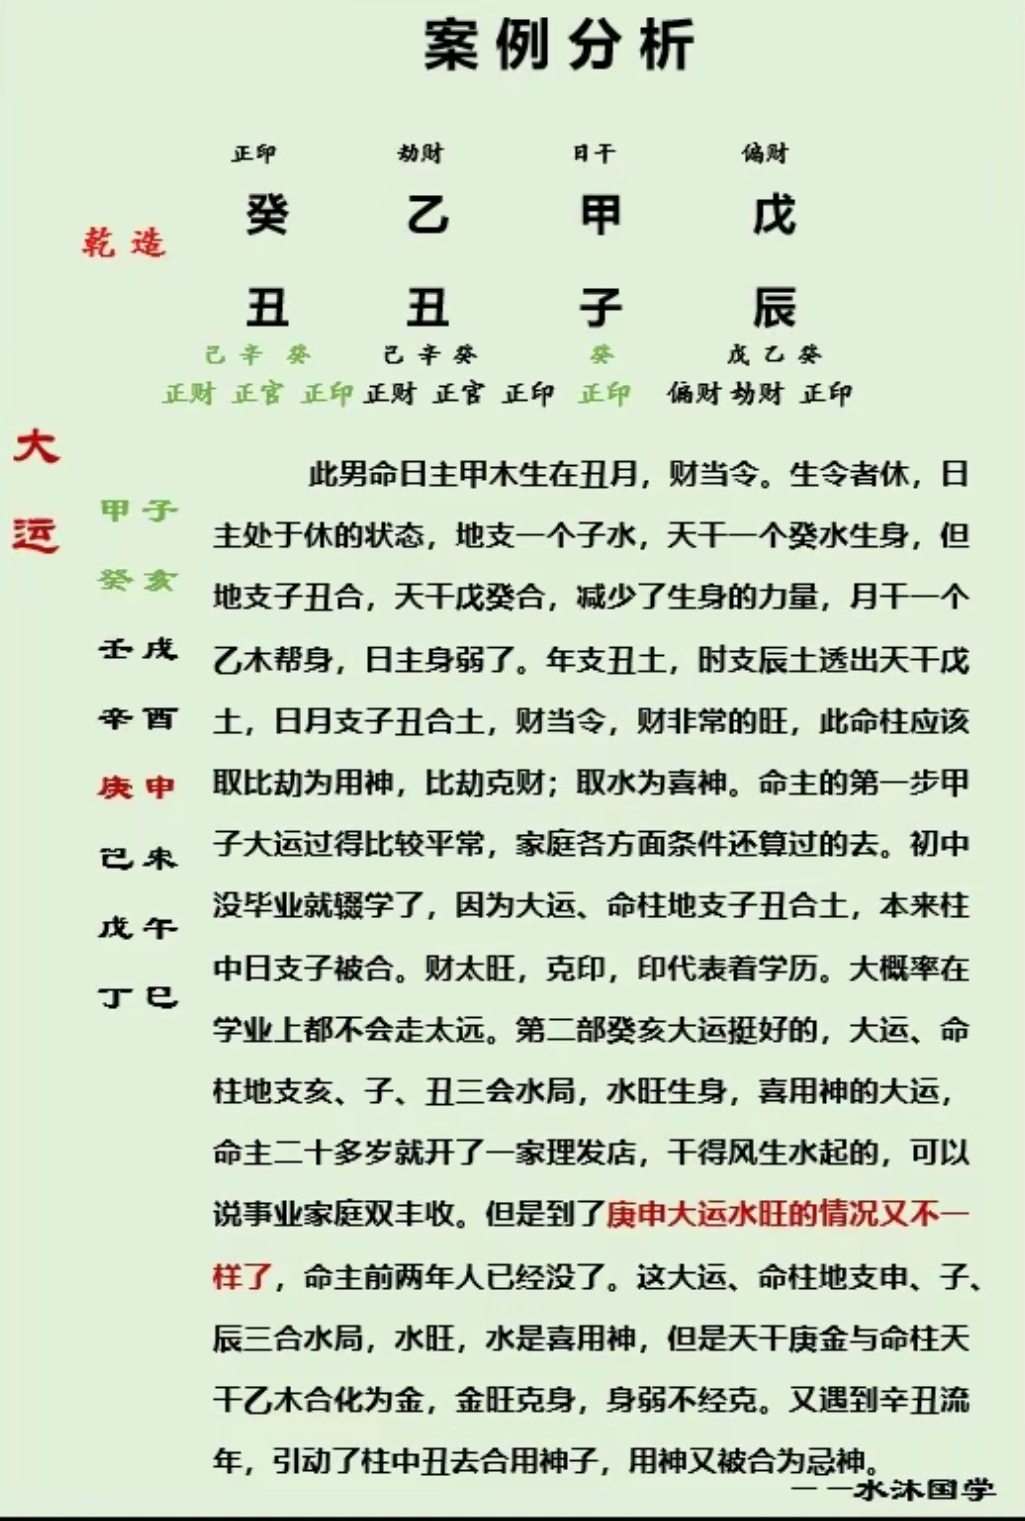 案例分析
正印 劫财 日干 偏财
癸 乙 甲 戊
乾造
丑 丑 子 辰
己辛癸 己辛癸 癸 戊乙癸
正财 正官 正印 正财 正官 正印 正印 偏财 劫财 正印
大运
甲子
癸亥
壬戌
辛酉
庚申
己未
戊午
丁巳
此男命日主甲木生在丑月，财当令。生令者休，日
主处于休的状态，地支一个子水，天干一个癸水生身，但
地支子丑合，天干戊癸合，减少了生身的力量，月干一个
乙木帮身，日主身弱了。年支丑土，时支辰土透出天干戊
土，日月支子丑合土，财当令，财非常的旺，此命柱应该
取比劫为用神，比劫克财；取水为喜神。命主的第一步甲
子大运过得比较平常，家庭各方面条件还算过的去。初中
没毕业就辍学了，因为大运、命柱地支子丑合土，本来柱
中日支子被合。财太旺，克印，印代表着学历。大概率在
学业上都不会走太远。第二部癸亥大运挺好的，大运、命
柱地支亥、子、丑三会水局，水旺生身，喜用神的大运，
命主二十多岁就开了一家理发店，干得风生水起的，可以
说事业家庭双丰收。但是到了庚申大运水旺的情况又不一
样了，命主前两年人已经没了。这大运、命柱地支申、子、
辰三合水局，水旺，水是喜用神，但是天干庚金与命柱天
干乙木合化为金，金旺克身，身弱不经克。又遇到辛丑流
年，引动了柱中丑去合用神子，用神又被合为忌神。
——水沐国学